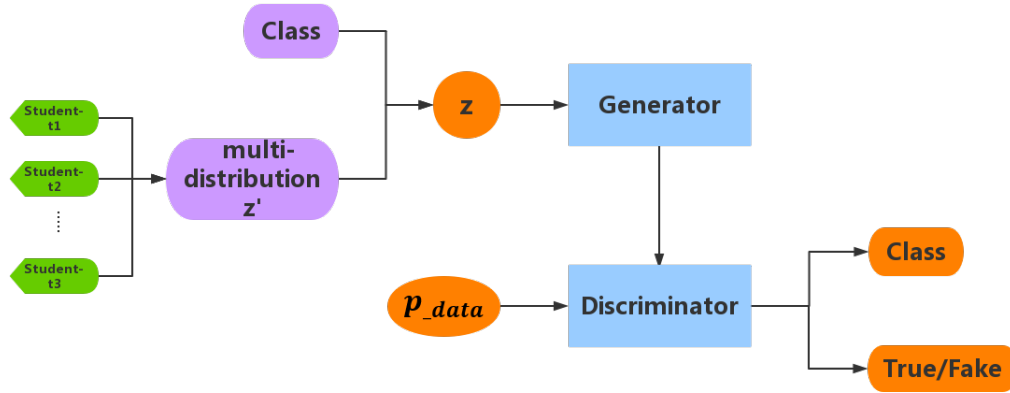 Class
Student-
t1
Student-
t2
......
Student-
t3
multi-
distribution
z'
z
Generator
p_data
Discriminator
Class
True/Fake